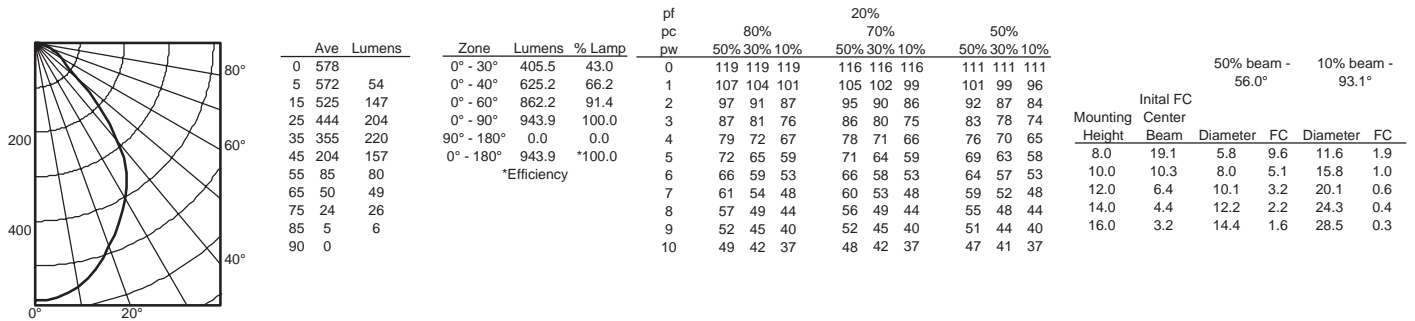 80°
60°
40°
20°
0°
200
400
Ave Lumens
0 578
5 572 54
15 525 147
25 444 204
35 355 220
45 204 157
55 85 80
65 50 49
75 24 26
85 5 6
90 0
Zone Lumens % Lamp
0° - 30° 405.5 43.0
0° - 40° 625.2 66.2
0° - 60° 862.2 91.4
0° - 90° 943.9 100.0
90° - 180° 0.0 0.0
0° - 180° 943.9 *100.0
*Efficiency
pf 20%
pc 80% 70% 50%
pw 50% 30% 10% 50% 30% 10% 50% 30% 10%
0 119 119 119 116 116 116 111 111 111
1 107 104 101 105 102 99 101 99 96
2 97 91 87 95 90 86 92 87 84
3 87 81 76 86 80 75 83 78 74
4 79 72 67 78 71 66 76 70 65
5 72 65 59 71 64 59 69 63 58
6 66 59 53 66 58 53 64 57 53
7 61 54 48 60 53 48 59 52 48
8 57 49 44 56 49 44 55 48 44
9 52 45 40 52 45 40 51 44 40
10 49 42 37 48 42 37 47 41 37
50% beam - 10% beam -
56.0° 93.1°
Inital FC
Mounting Center
Height Beam Diameter FC Diameter FC
8.0 19.1 5.8 9.6 11.6 1.9
10.0 10.3 8.0 5.1 15.8 1.0
12.0 6.4 10.1 3.2 20.1 0.6
14.0 4.4 12.2 2.2 24.3 0.4
16.0 3.2 14.4 1.6 28.5 0.3